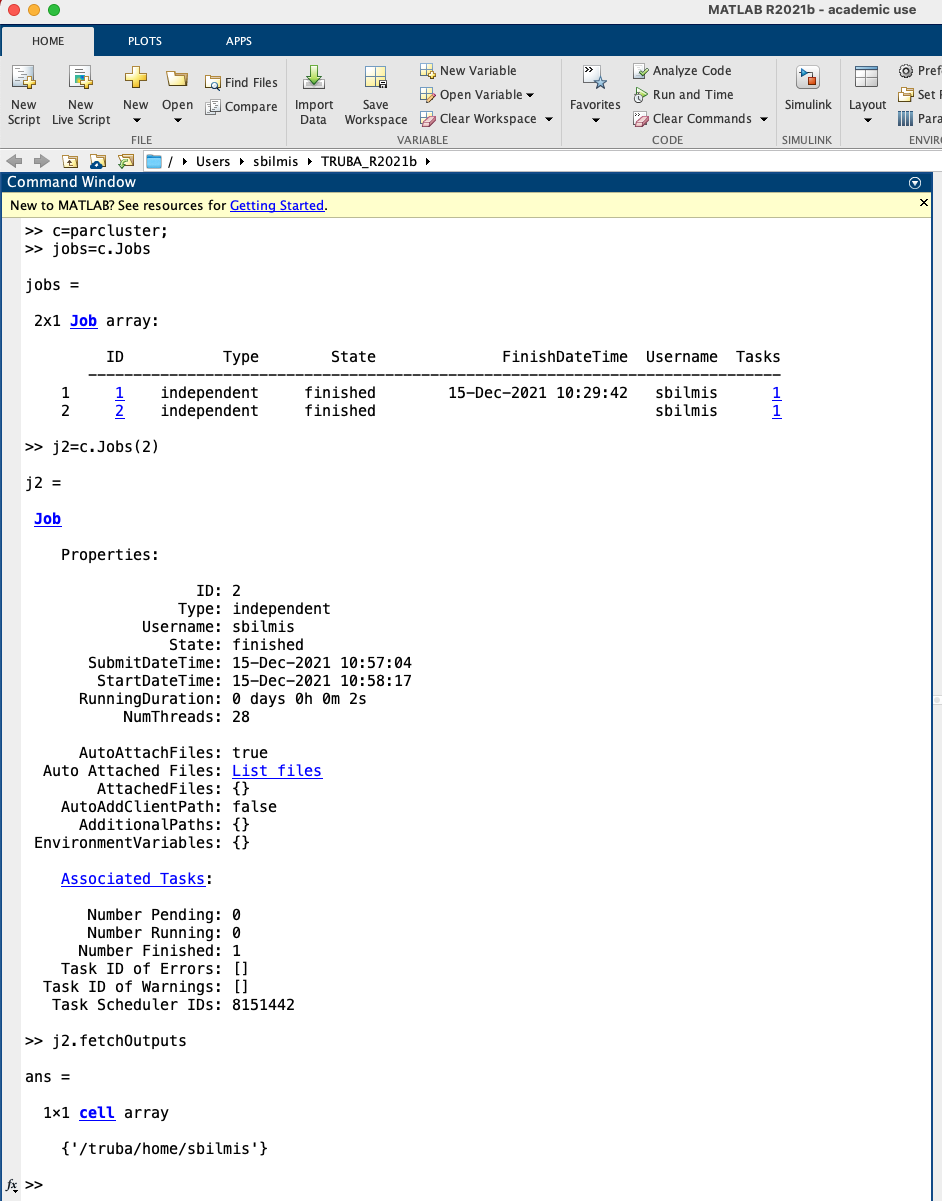 MATLAB R2021b - academic use
HOME PLOTS APPS
New Script
New Live Script
New
Open
Find Files
Compare
FILE
Import Data
Save Workspace
New Variable
Open Variable
Clear Workspace
VARIABLE
Favorites
Analyze Code
Run and Time
Clear Commands
CODE
Simulink
SIMULINK
Layout
Pref
Set F
Para
ENVIR
/ Users sbilmis TRUBA_R2021b
Command Window
New to MATLAB? See resources for Getting Started.
>> c=parcluster;
>> jobs=c.Jobs
jobs =
2x1 Job array:
ID Type State FinishDateTime Username Tasks
1 1 independent finished 15-Dec-2021 10:29:42 sbilmis 1
2 2 independent finished sbilmis 1
>> j2=c.Jobs(2)
j2 =
Job
Properties:
ID: 2
Type: independent
Username: sbilmis
State: finished
SubmitDateTime: 15-Dec-2021 10:57:04
StartDateTime: 15-Dec-2021 10:58:17
RunningDuration: 0 days 0h 0m 2s
NumThreads: 28
AutoAttachFiles: true
Auto Attached Files: List files
AttachedFiles: {}
AutoAddClientPath: false
AdditionalPaths: {}
EnvironmentVariables: {}
Associated Tasks:
Number Pending: 0
Number Running: 0
Number Finished: 1
Task ID of Errors: []
Task ID of Warnings: []
Task Scheduler IDs: 8151442
>> j2.fetchOutputs
ans =
1×1 cell array
{'/truba/home/sbilmis'}
fx >>